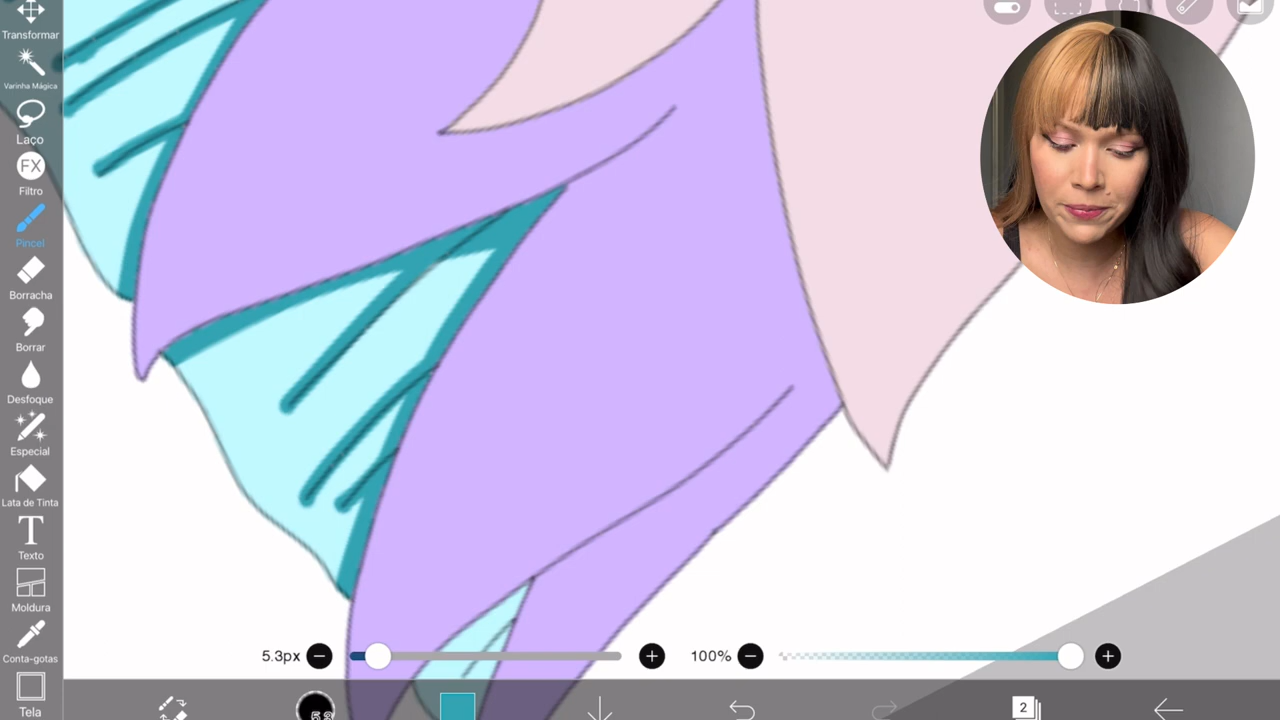 Transformar
Varinha Mágica
Laço
FX
Filtro
Pincel
Borracha
Borrar
Desfoque
Especial
Lata de Tinta
T
Texto
Moldura
Conta-gotas
Tela
5.3px
100%
2